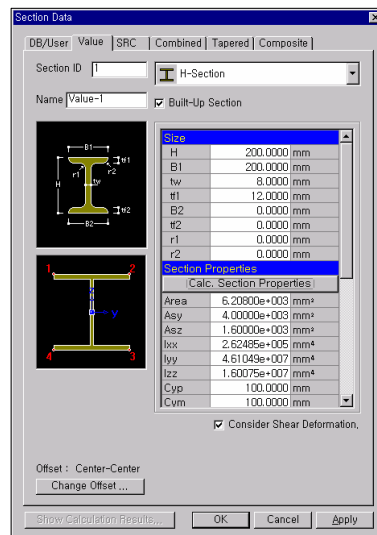 Section Data
DB/User Value SRC Combined Tapered Composite
Section ID 1 H-Section
Name Value-1 Built-Up Section
B1
tf1
r1
r2
H
tw
tf2
B2
Size
H 200.0000 mm
B1 200.0000 mm
tw 8.0000 mm
tf1 12.0000 mm
B2 0.0000 mm
tf2 0.0000 mm
r1 0.0000 mm
r2 0.0000 mm
Section Properties
Calc. Section Properties
Area 6.20800e+003 mm²
Asy 4.00000e+003 mm²
Asz 1.60000e+003 mm²
Ixx 2.62485e+005 mm⁴
Iyy 4.61049e+007 mm⁴
Izz 1.60075e+007 mm⁴
Cyp 100.0000 mm
Cym 100.0000 mm
1 2
z
y
4 3
Consider Shear Deformation,
Offset : Center-Center
Change Offset ...
Show Calculation Results... OK Cancel Apply